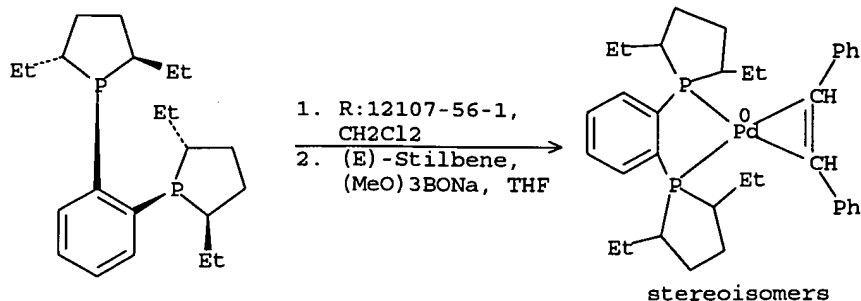 Et
Et
P
Et
P
Et
1. R:12107-56-1,
CH2Cl2
2. (E)-Stilbene,
(MeO)3BONa, THF
Et
Et
P
Ph
CH
0
Pd
CH
Ph
P
Et
Et
stereoisomers